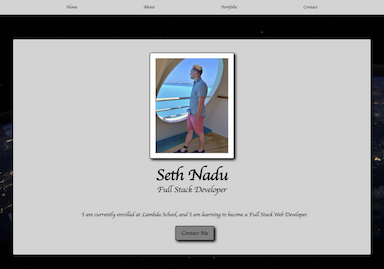 Home
About
Portfolio
Contact
Seth Nadu
Full Stack Developer
I am currently enrolled at Lambda School, and I am learning to become a Full Stack Web Developer.
Contact Me